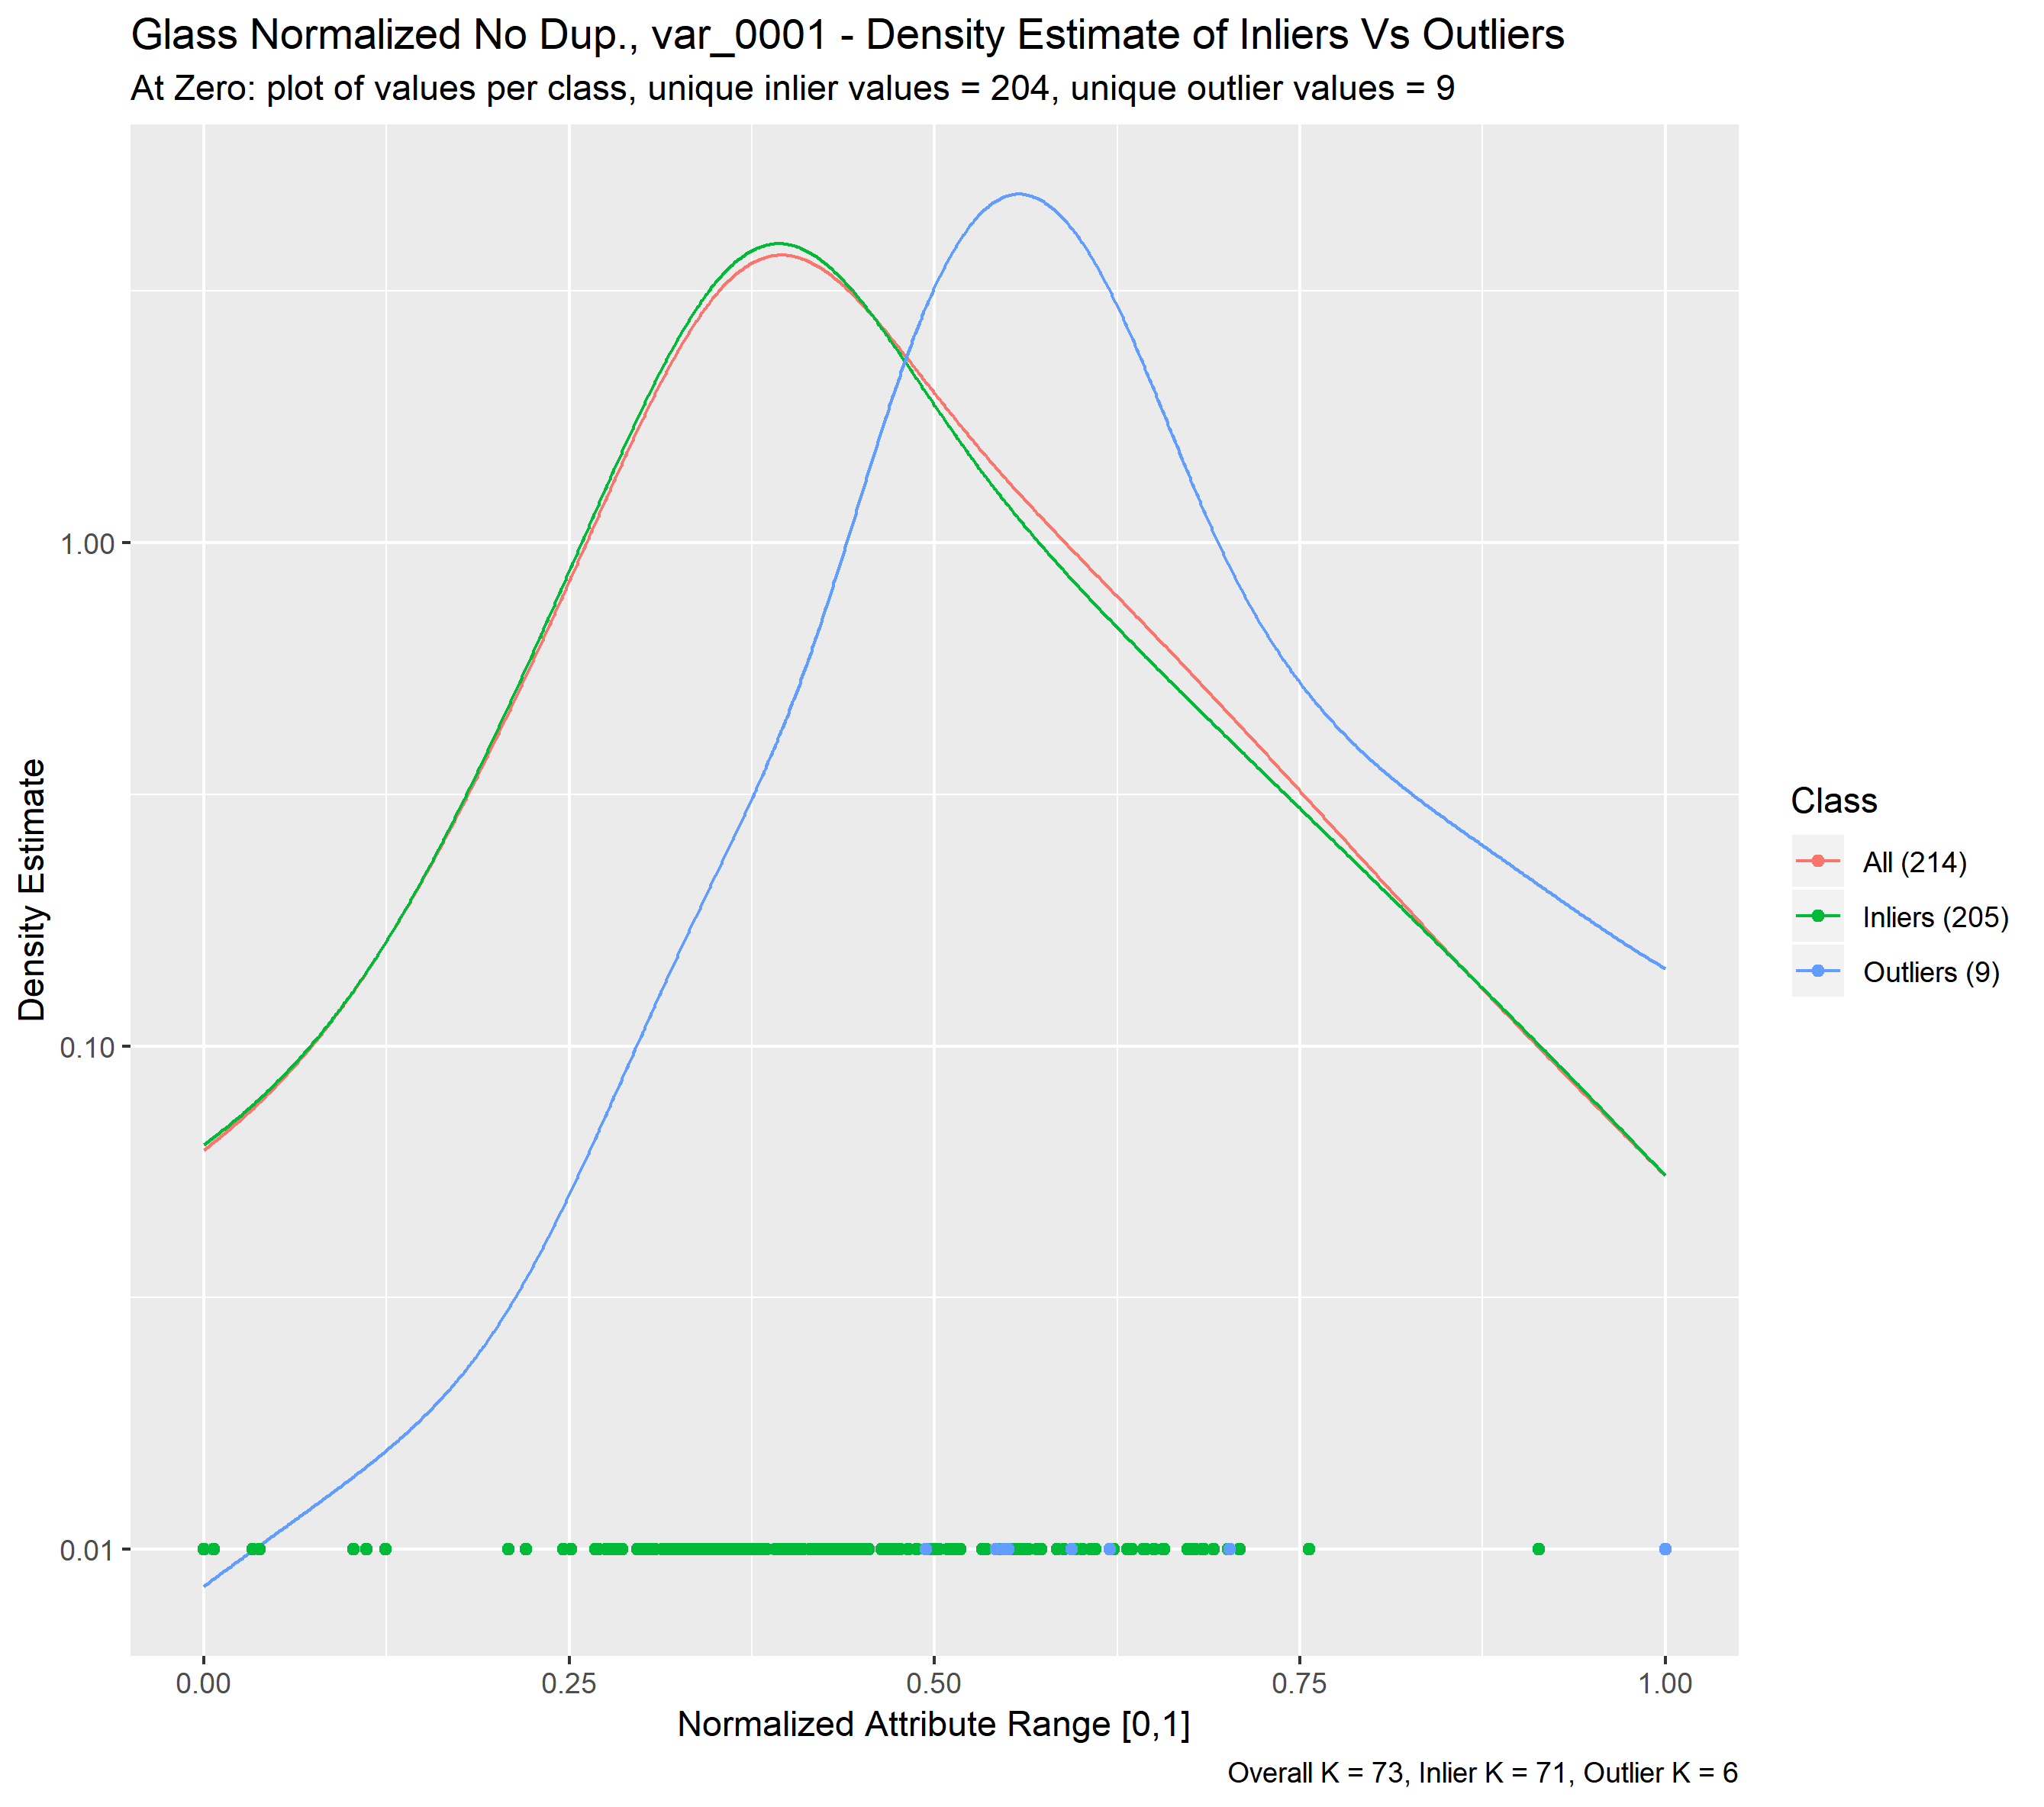 Glass Normalized No Dup., var_0001 - Density Estimate of Inliers Vs Outliers
At Zero: plot of values per class, unique inlier values = 204, unique outlier values = 9
Density Estimate
1.00
0.10
0.01
0.00
0.25
0.50
0.75
1.00
Normalized Attribute Range [0,1]
Class
All (214)
Inliers (205)
Outliers (9)
Overall K = 73, Inlier K = 71, Outlier K = 6